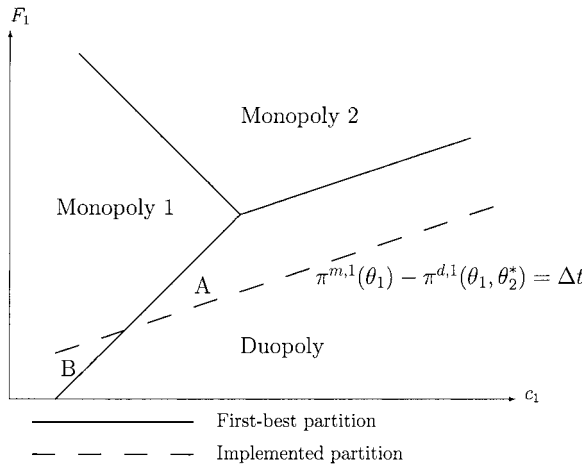 F₁
Monopoly 2
Monopoly 1
A
π^{m,1}(θ₁) − π^{d,1}(θ₁, θ₂*) = Δt
B
Duopoly
c₁
First-best partition
Implemented partition